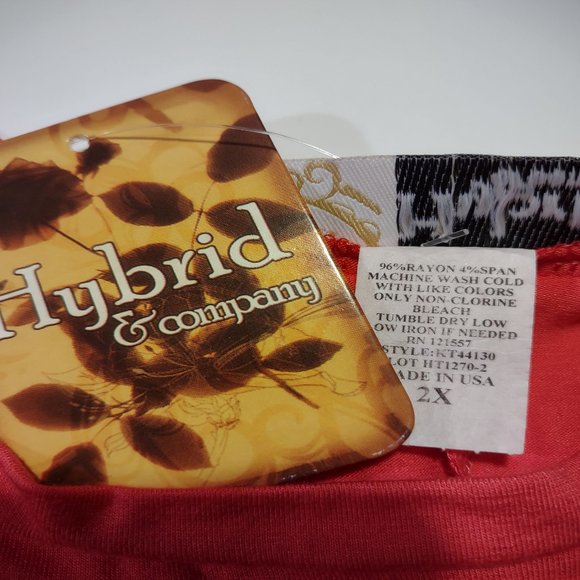 Hybrid
& company
96%RAYON 4%SPAN
MACHINE WASH COLD
WITH LIKE COLORS
ONLY NON-CLORINE
BLEACH
TUMBLE DRY LOW
OW IRON IF NEEDED
RN 121557
STYLE:KT44130
LOT HT1270-2
MADE IN USA
2X